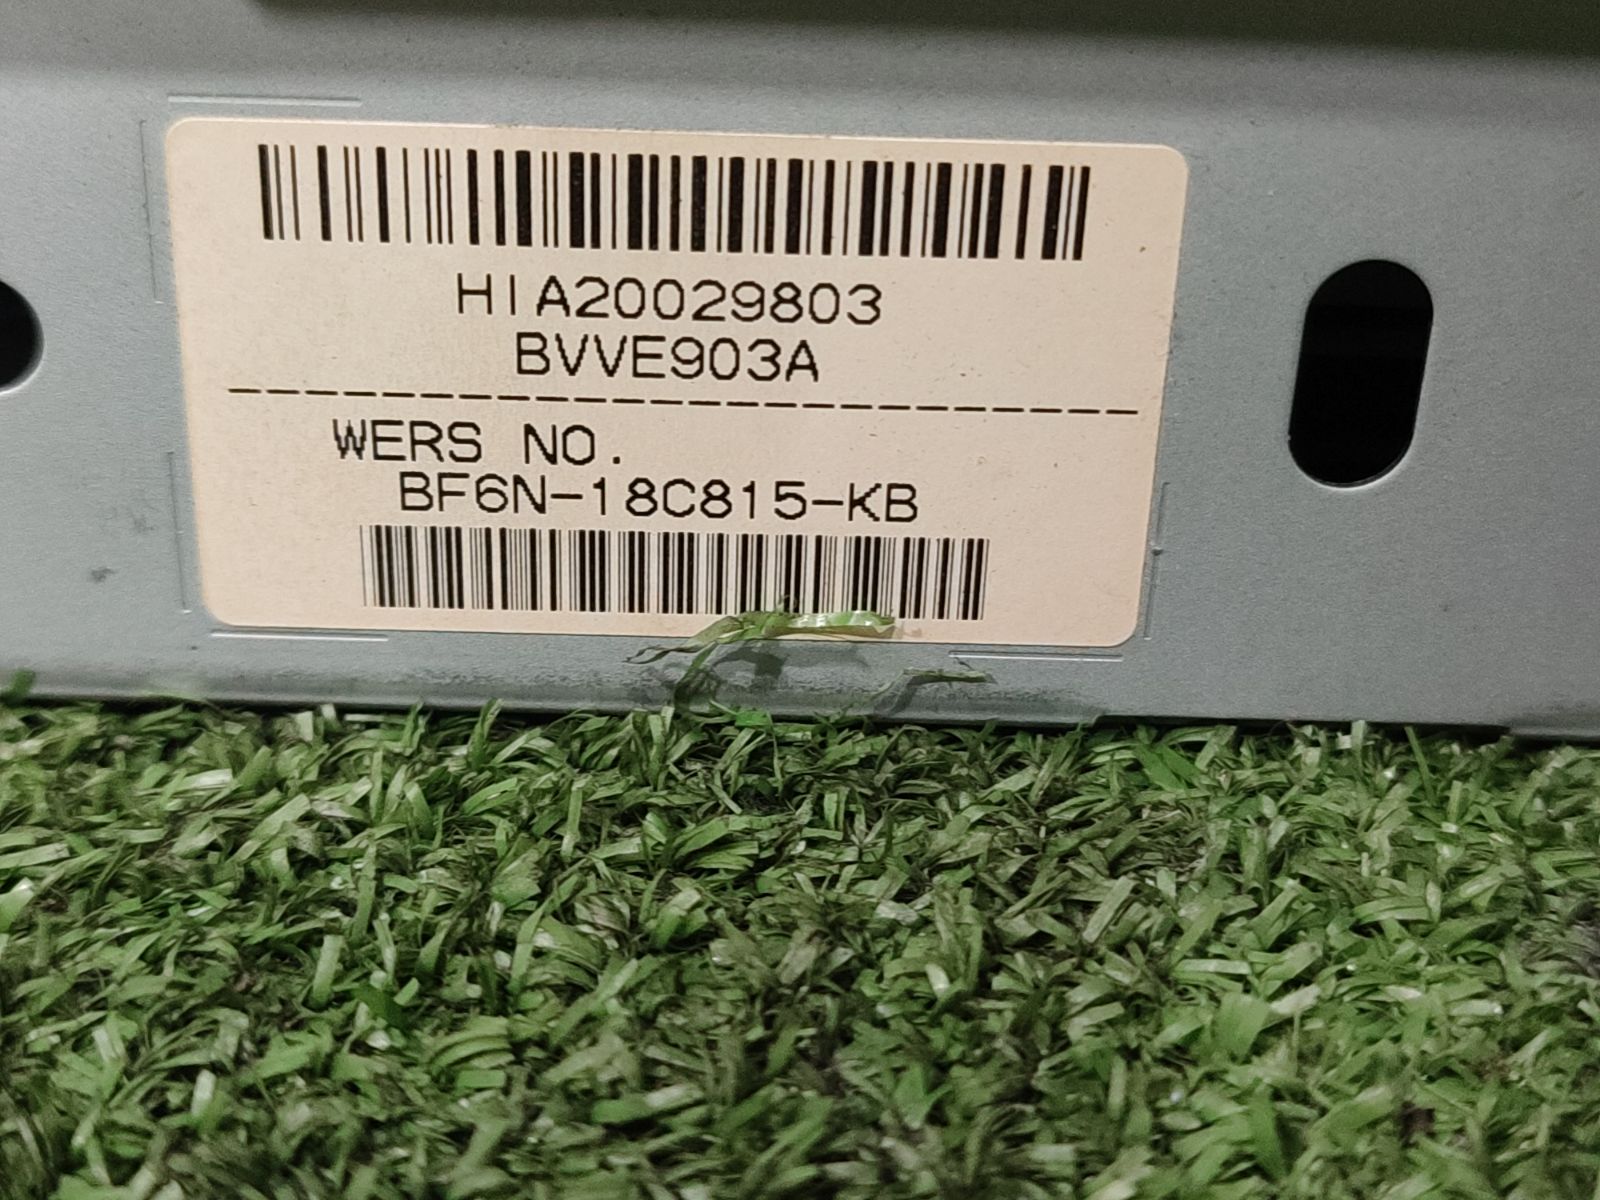 HIA20029803
BVVE903A
WERS NO.
BF6N-18C815-KB